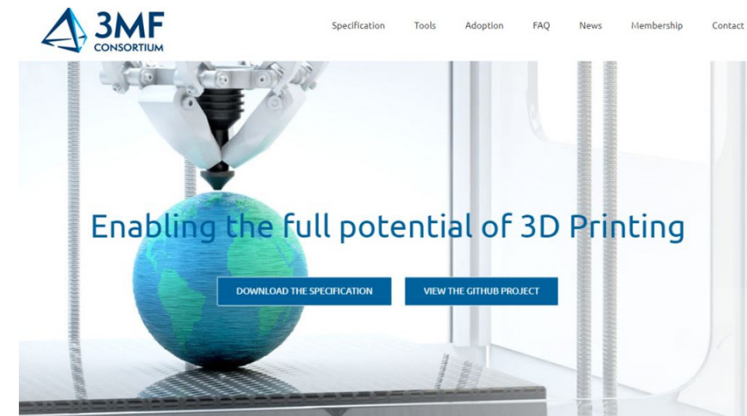 3MF
CONSORTIUM
Specification Tools Adoption FAQ News Membership Contact
Enabling the full potential of 3D Printing
DOWNLOAD THE SPECIFICATION VIEW THE GITHUB PROJECT